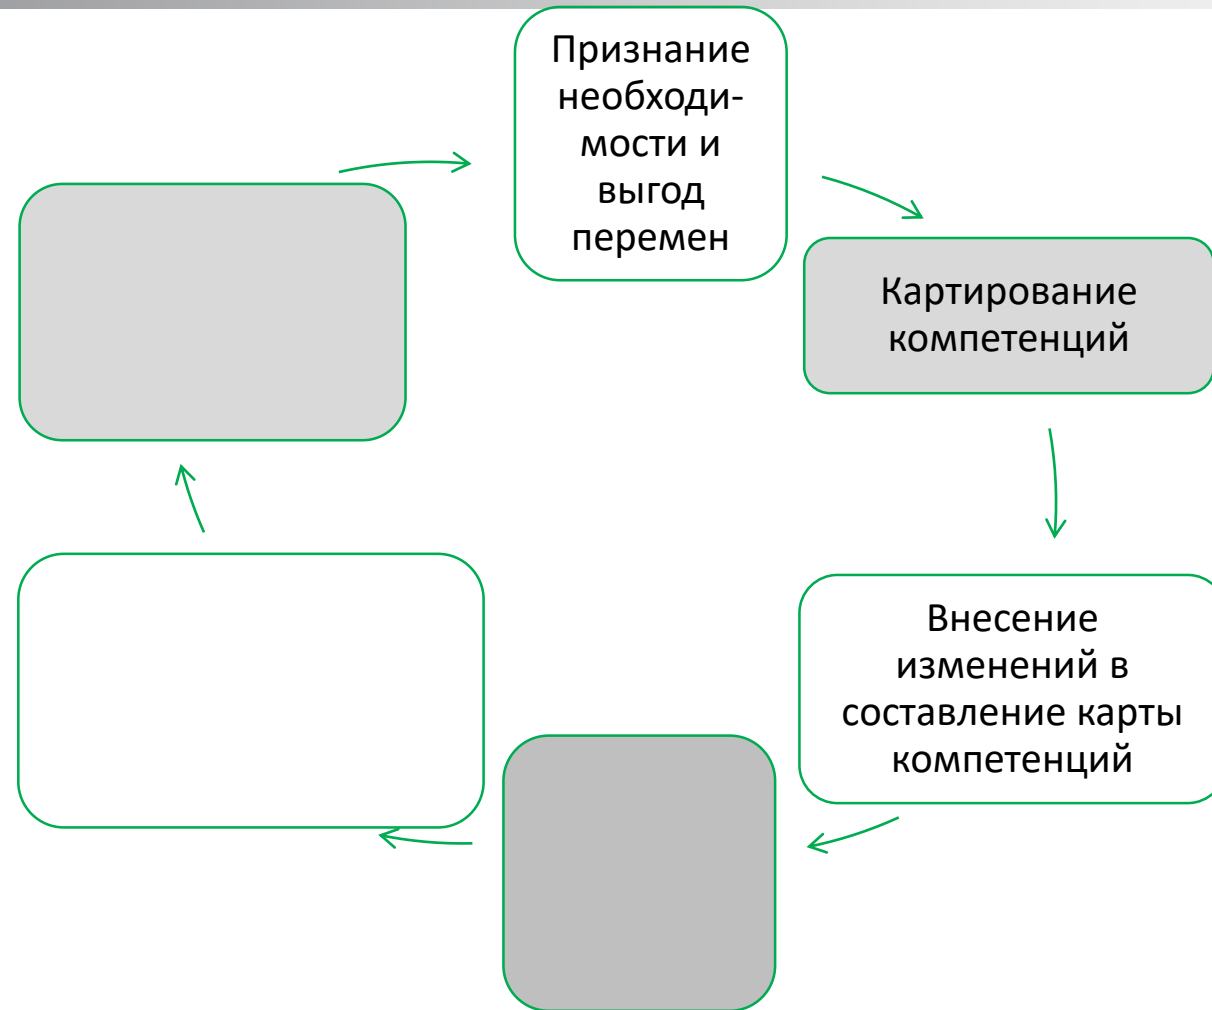 Признание
необходи-
мости и
выгод
перемен
Картирование
компетенций
Внесение
изменений в
составление карты
компетенций